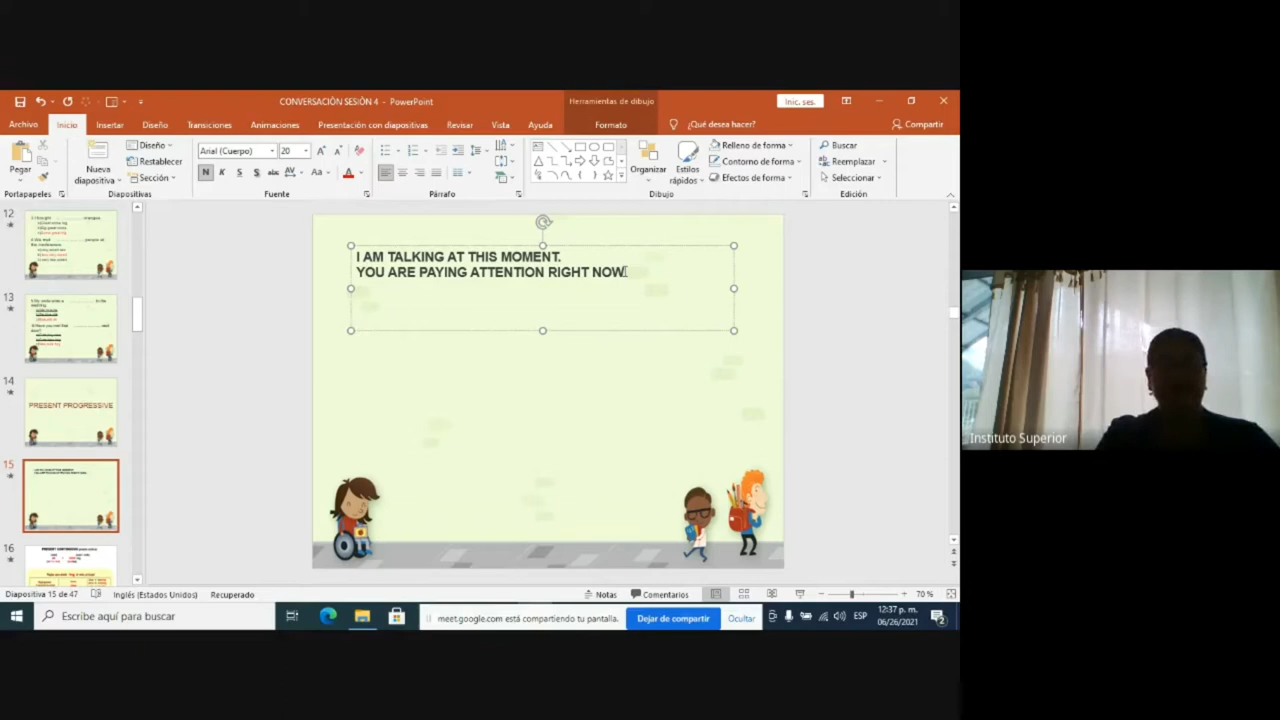 CONVERSACIÓN SESIÓN 4 - PowerPoint
Herramientas de dibujo
Inic. ses.
Archivo
Inicio
Insertar
Diseño
Transiciones
Animaciones
Presentación con diapositivas
Revisar
Vista
Ayuda
Formato
¿Qué desea hacer?
Compartir
Pegar
Nueva diapositiva
Diseño
Restablecer
Sección
Arial (Cuerpo)
20
N K S S abc AV Aa A
Organizar
Estilos rápidos
Relleno de forma
Contorno de forma
Efectos de forma
Buscar
Reemplazar
Seleccionar
Portapapeles
Diapositivas
Fuente
Párrafo
Dibujo
Edición
12
13
14
PRESENT PROGRESSIVE
15
16
I AM TALKING AT THIS MOMENT.
YOU ARE PAYING ATTENTION RIGHT NOW.
Instituto Superior
Diapositiva 15 de 47
Inglés (Estados Unidos)
Recuperado
Notas
Comentarios
70 %
Escribe aquí para buscar
meet.google.com está compartiendo tu pantalla.
Dejar de compartir
Ocultar
ESP
12:37 p. m.
06/26/2021
2